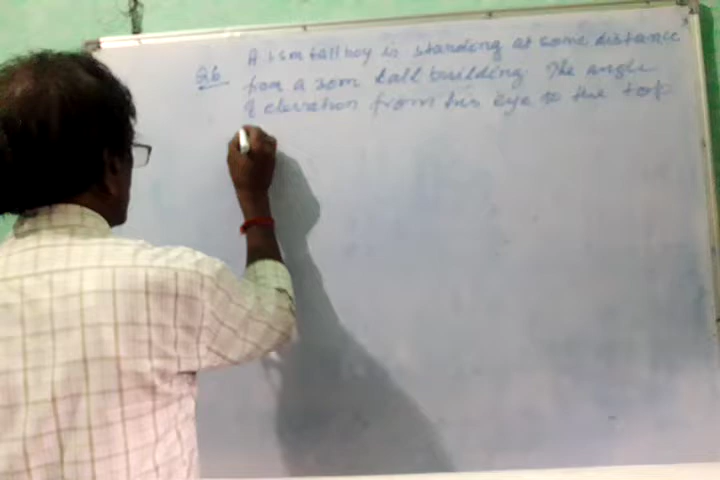 Q6 A 1.5m tall boy is standing at some distance
from a 30m tall building. The angle
of elevation from his eye to the top